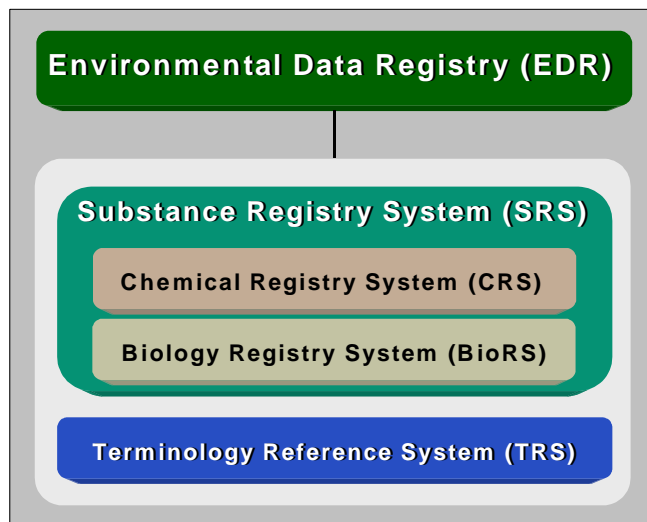 Environmental Data Registry (EDR)
Substance Registry System (SRS)
Chemical Registry System (CRS)
Biology Registry System (BioRS)
Terminology Reference System (TRS)